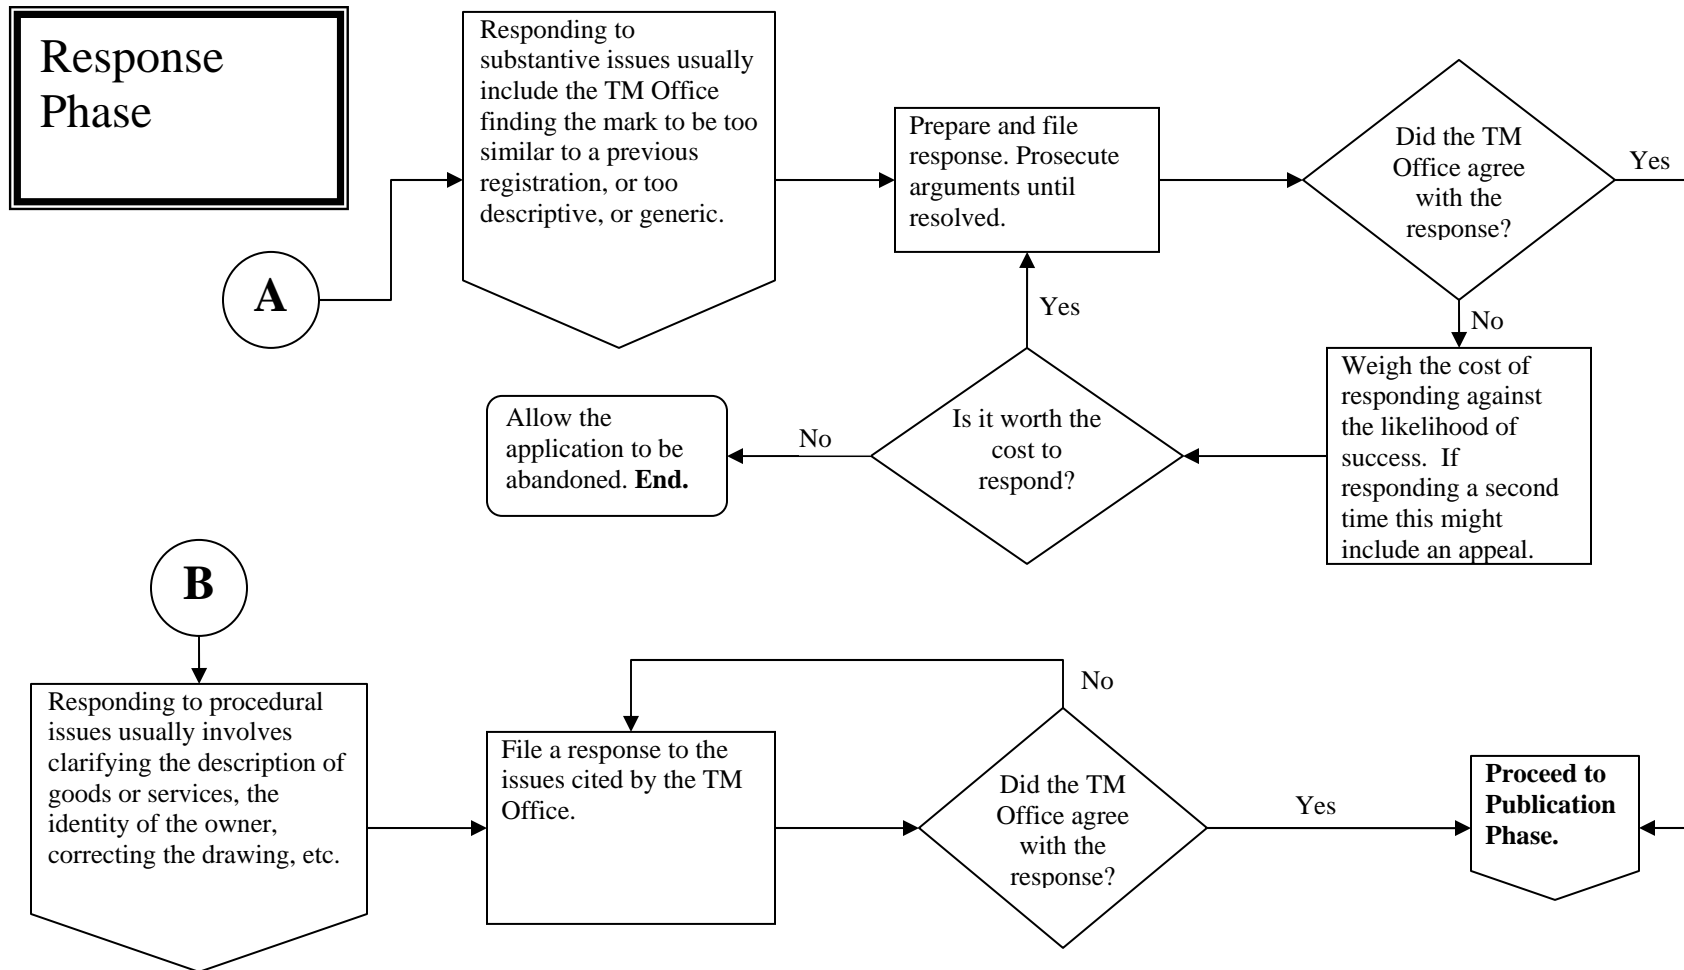 Response
Phase
Responding to
substantive issues usually
include the TM Office
finding the mark to be too
similar to a previous
registration, or too
descriptive, or generic.
Prepare and file
response. Prosecute
arguments until
resolved.
Did the TM
Office agree
with the
response?
Yes
No
A
Yes
Weigh the cost of
responding against
the likelihood of
success.  If
responding a second
time this might
include an appeal.
Is it worth the
cost to
respond?
No
Allow the
application to be
abandoned. End.
B
Responding to procedural
issues usually involves
clarifying the description of
goods or services, the
identity of the owner,
correcting the drawing, etc.
File a response to the
issues cited by the TM
Office.
No
Did the TM
Office agree
with the
response?
Yes
Proceed to
Publication
Phase.